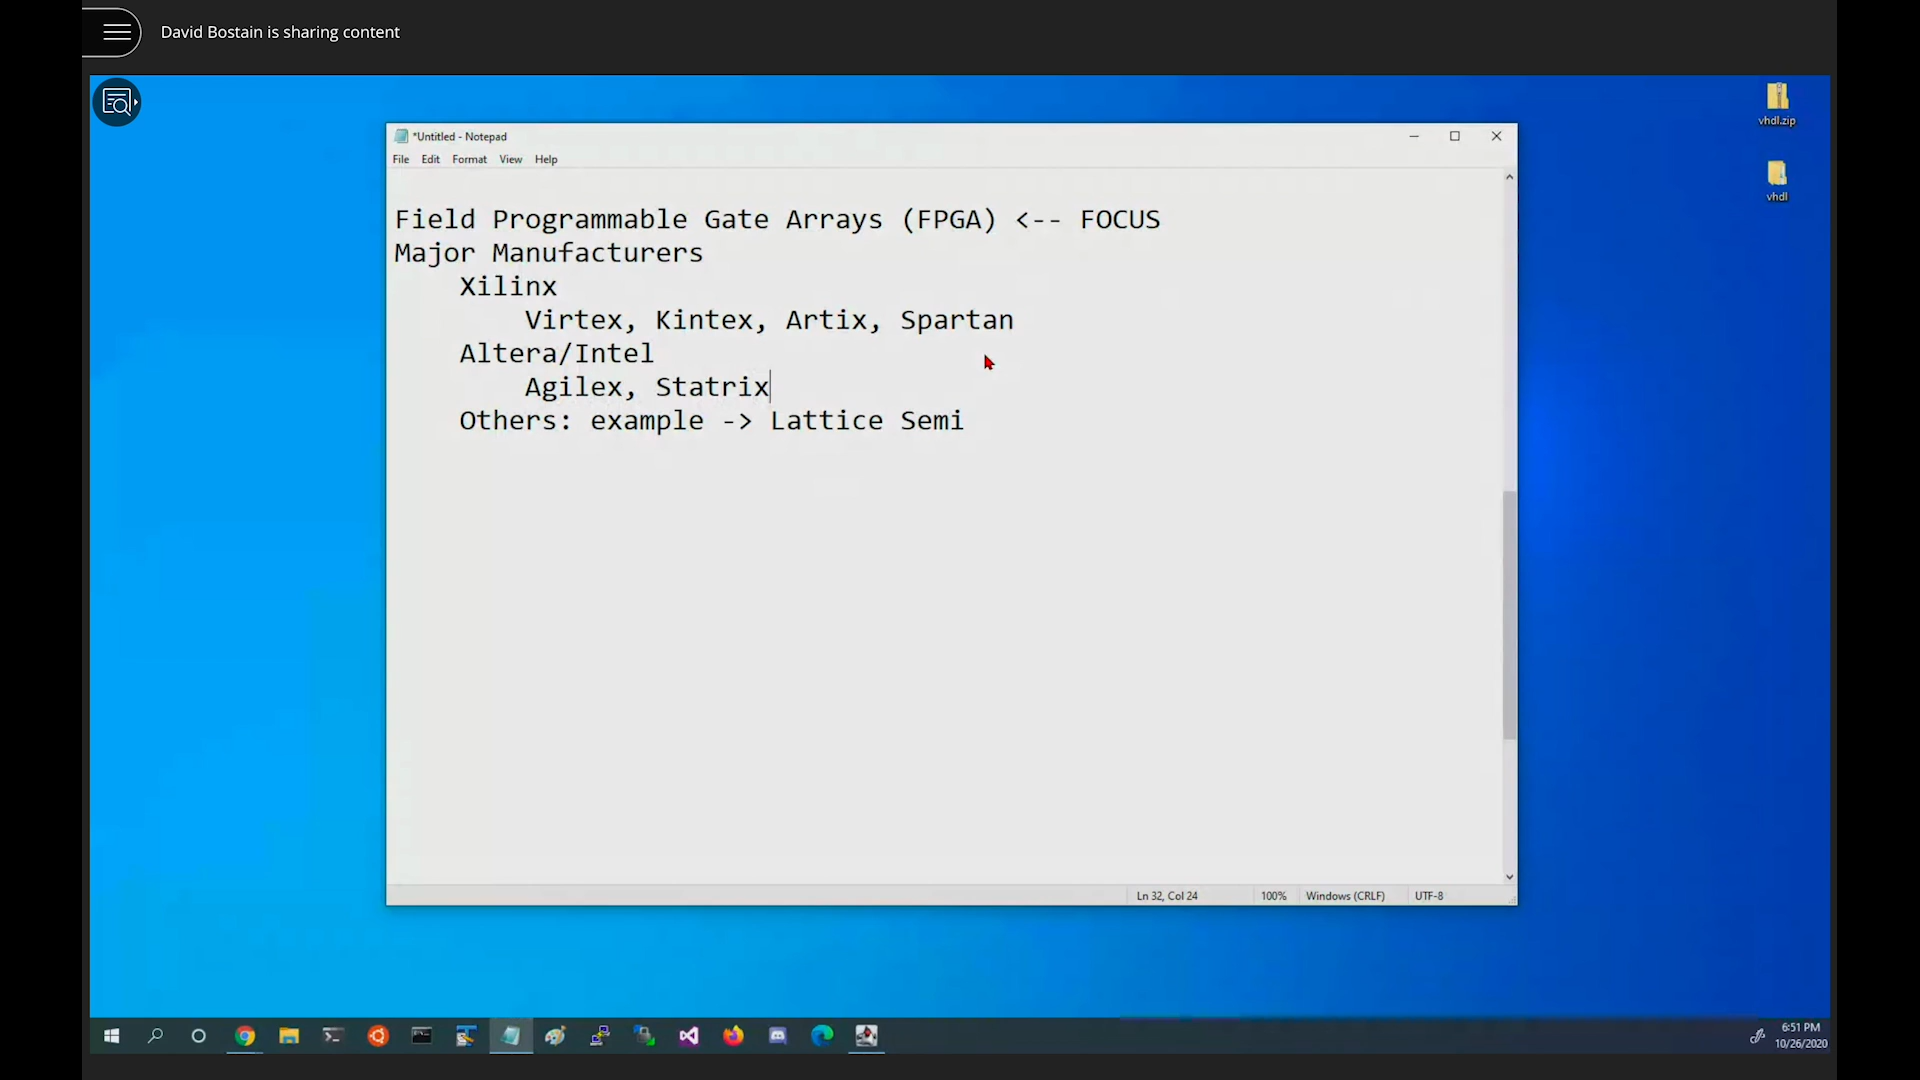 David Bostain is sharing content
vhdl.zip
vhdl
*Untitled - Notepad
File Edit Format View Help
Field Programmable Gate Arrays (FPGA) <-- FOCUS
Major Manufacturers
Xilinx
Virtex, Kintex, Artix, Spartan
Altera/Intel
Agilex, Statrix
Others: example -> Lattice Semi
Ln 32, Col 24 100% Windows (CRLF) UTF-8
6:51 PM
10/26/2020